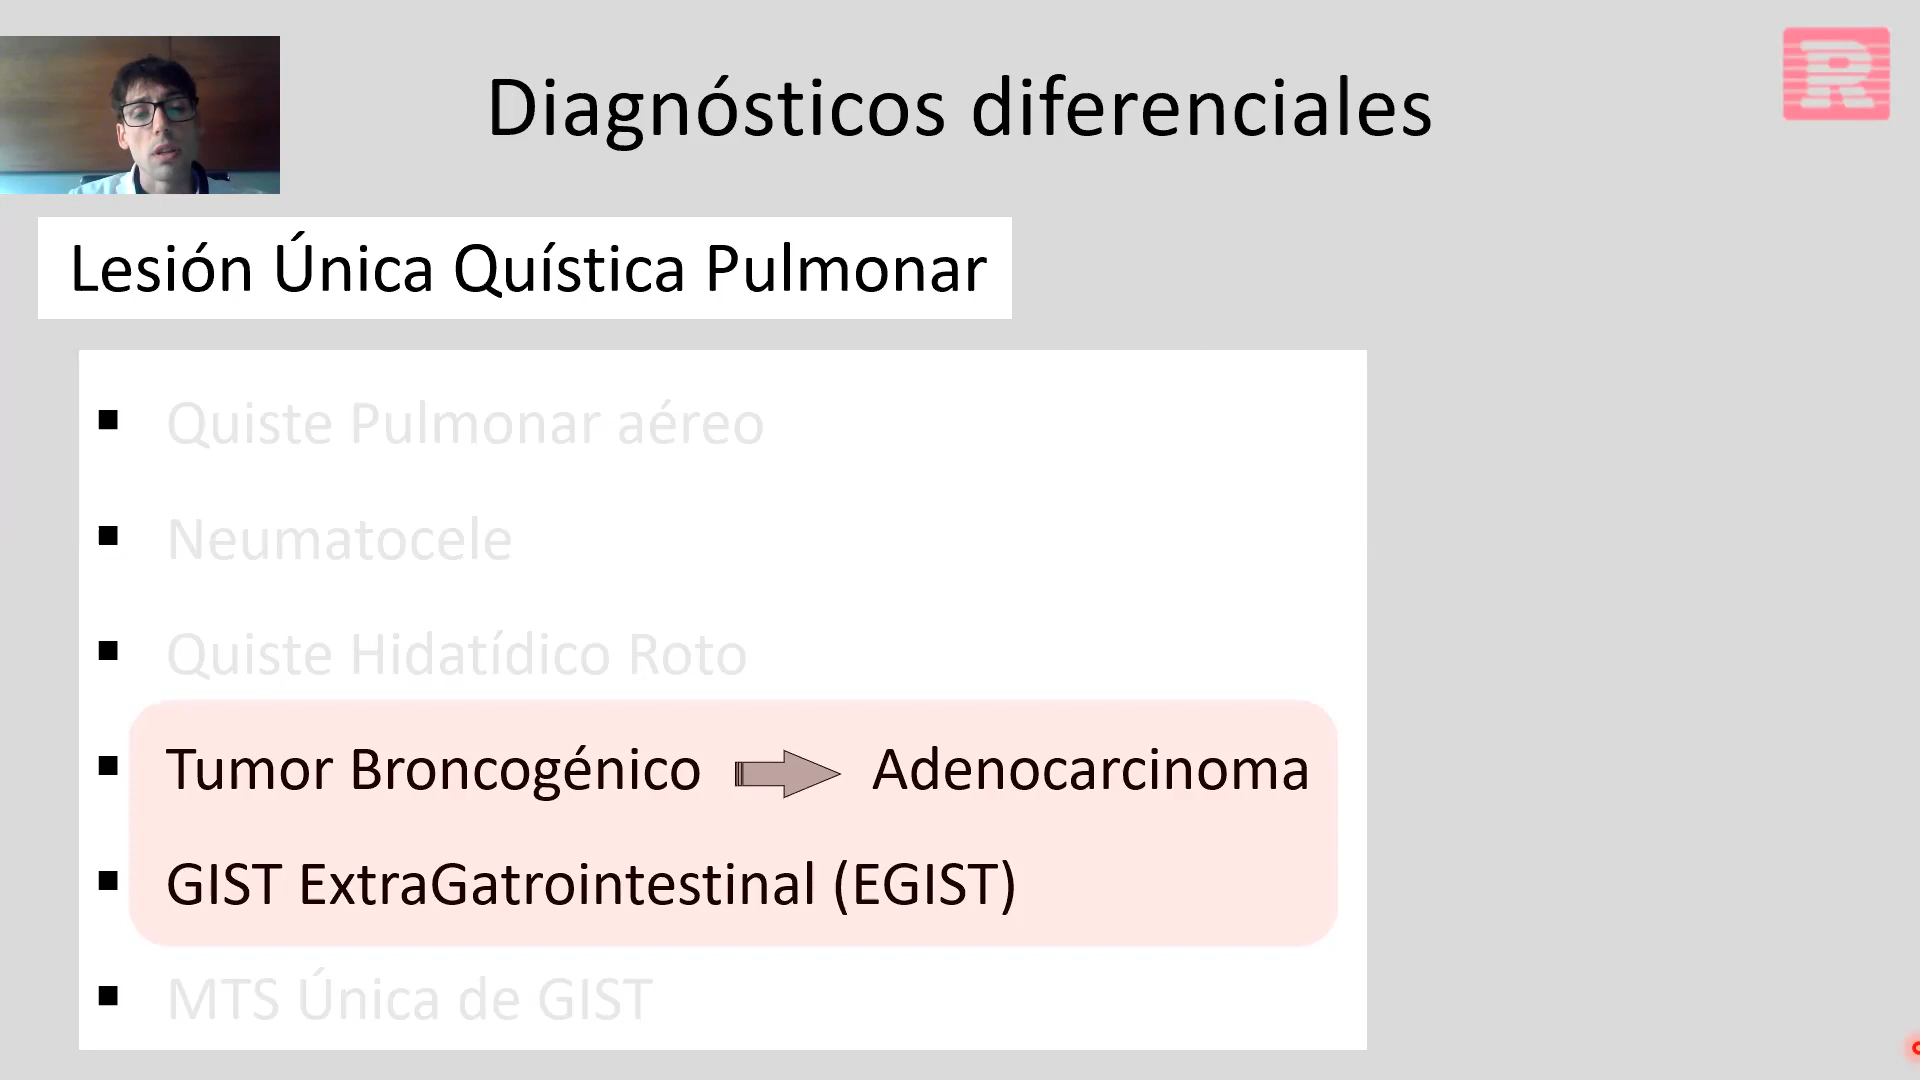 Diagnósticos diferenciales
R
Lesión Única Quística Pulmonar
Quiste Pulmonar aéreo
Neumatocele
Quiste Hidatídico Roto
Tumor Broncogénico Adenocarcinoma
GIST ExtraGatrointestinal (EGIST)
MTS Única de GIST